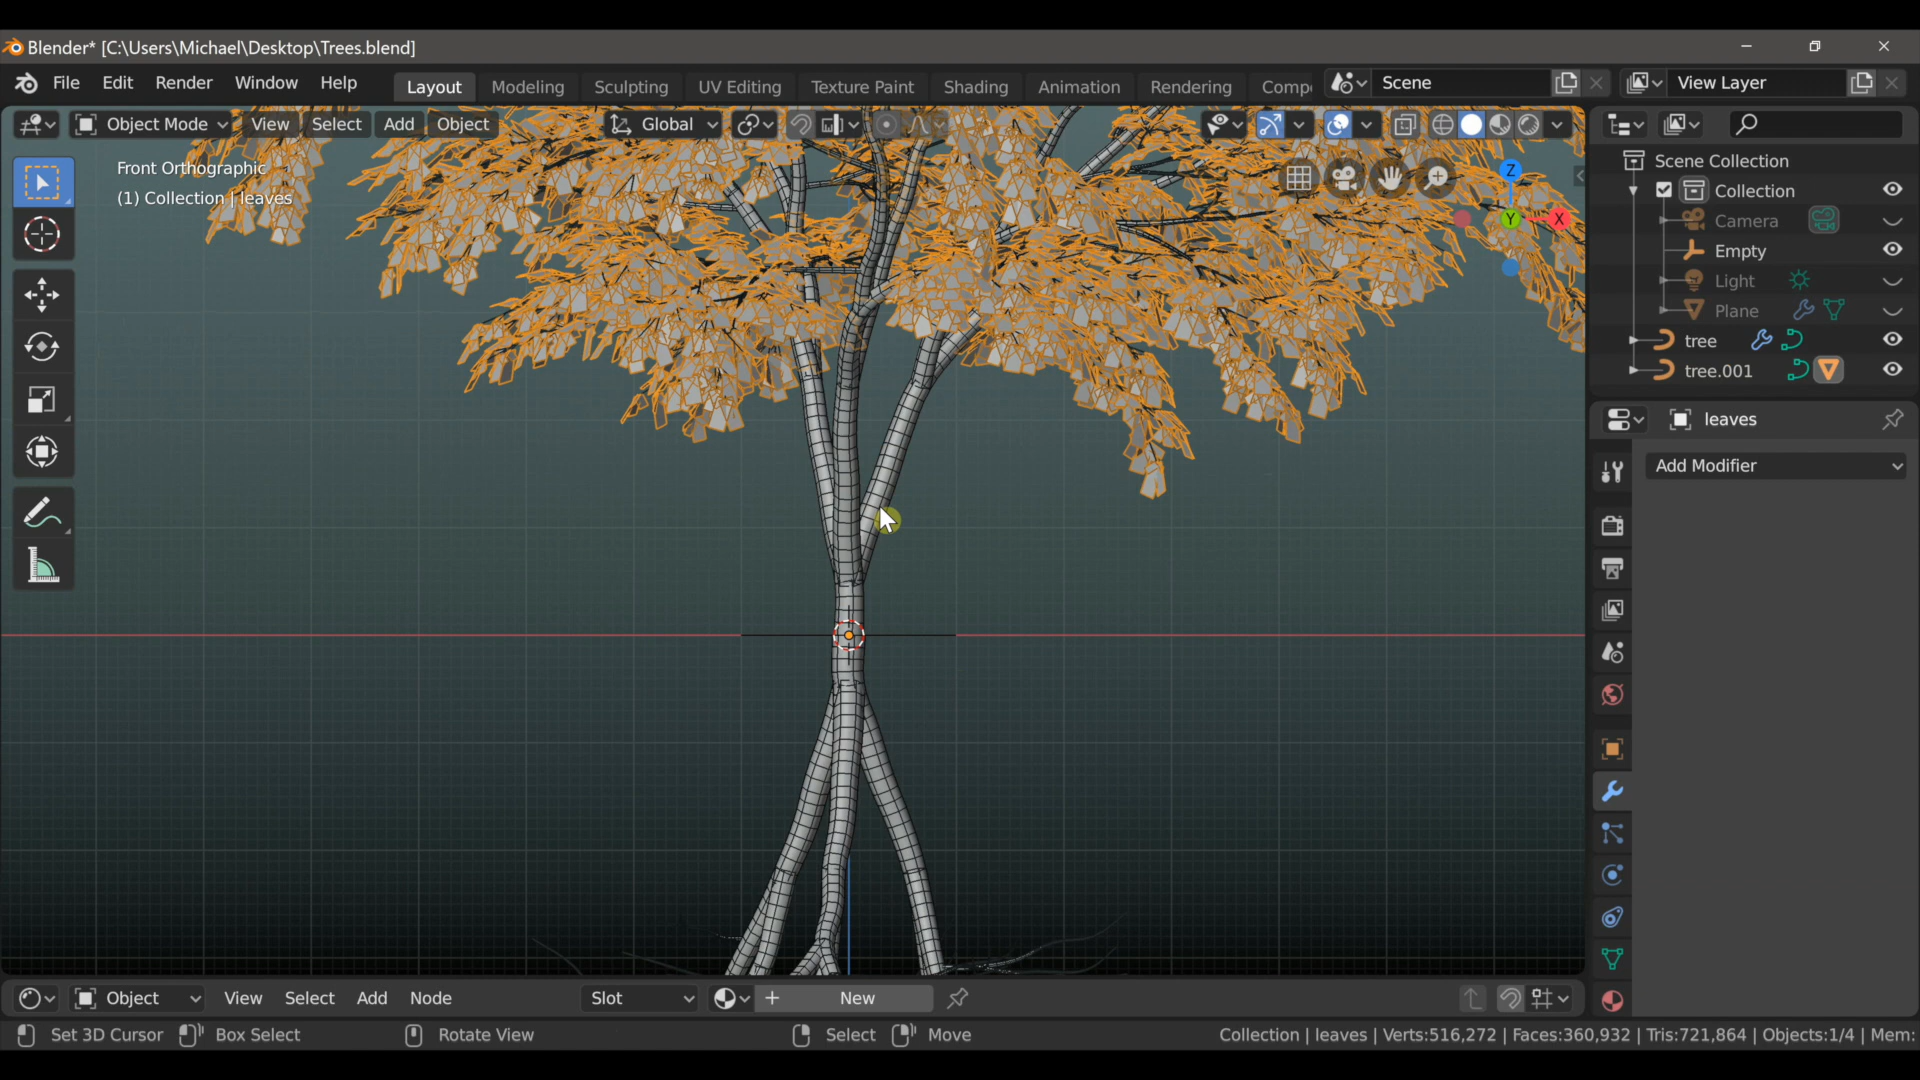 Blender* [C:\Users\Michael\Desktop\Trees.blend]
File Edit Render Window Help Layout Modeling Sculpting UV Editing Texture Paint Shading Animation Rendering Comp Scene View Layer
Object Mode View Select Add Object Global
Front Orthographic
(1) Collection | leaves
Z
Y
X
Scene Collection
Collection
Camera
Empty
Light
Plane
tree
tree.001
leaves
Add Modifier
Object View Select Add Node Slot New
Set 3D Cursor Box Select Rotate View Select Move Collection | leaves | Verts:516,272 | Faces:360,932 | Tris:721,864 | Objects:1/4 | Mem: